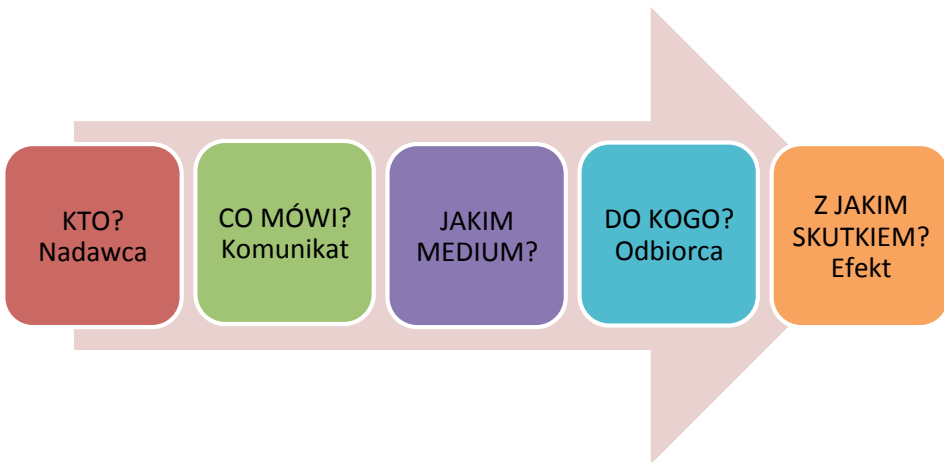 KTO?
Nadawca
CO MÓWI?
Komunikat
JAKIM
MEDIUM?
DO KOGO?
Odbiorca
Z JAKIM
SKUTKIEM?
Efekt